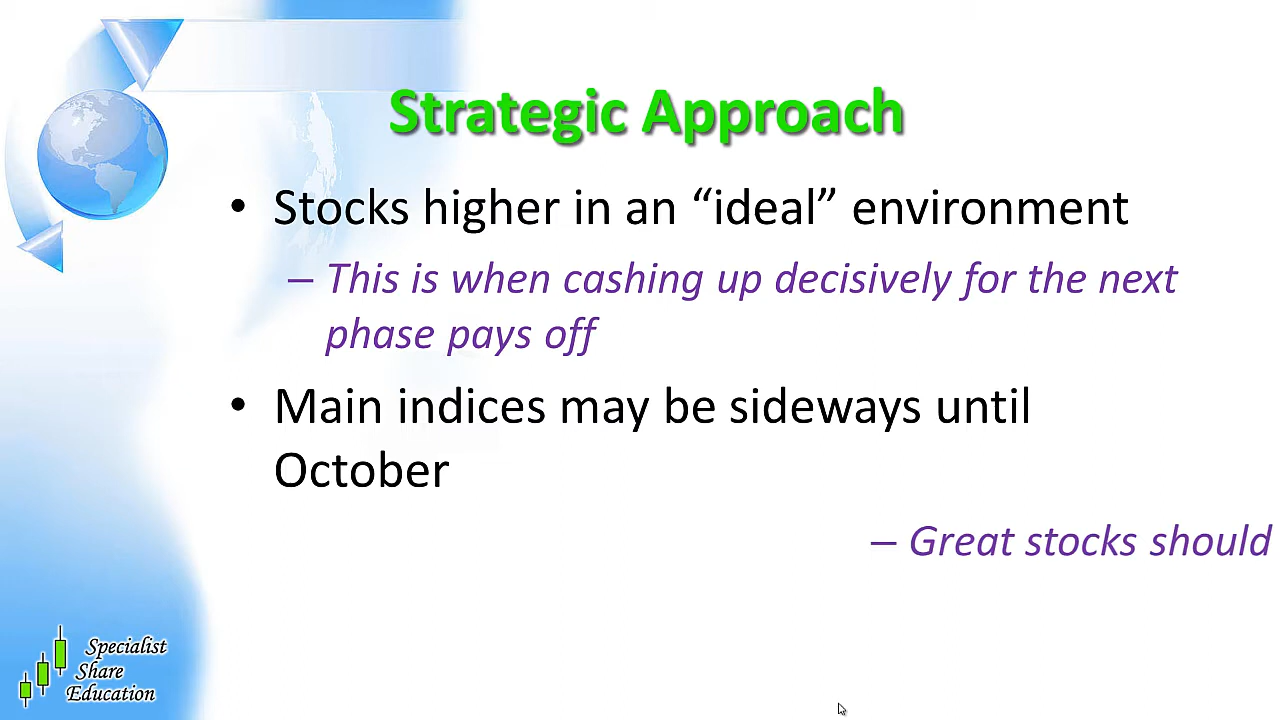 Strategic Approach
• Stocks higher in an “ideal” environment
– This is when cashing up decisively for the next
phase pays off
• Main indices may be sideways until
October
– Great stocks should
Specialist
Share
Education